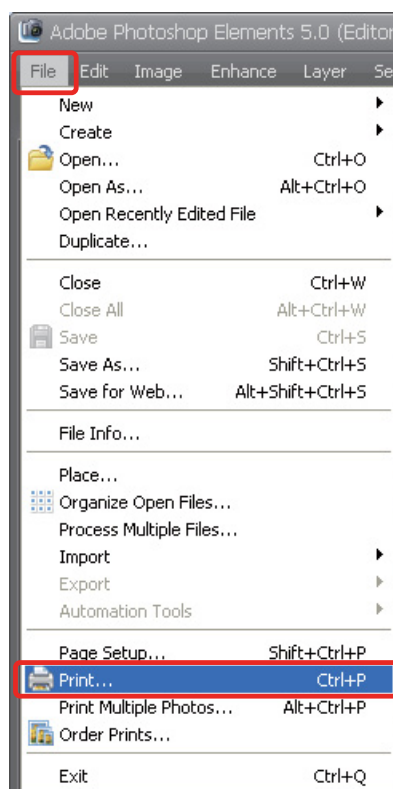 Adobe Photoshop Elements 5.0 (Editor
File Edit Image Enhance Layer Se
New
Create
Open... Ctrl+O
Open As... Alt+Ctrl+O
Open Recently Edited File
Duplicate...
Close Ctrl+W
Close All Alt+Ctrl+W
Save Ctrl+S
Save As... Shift+Ctrl+S
Save for Web... Alt+Shift+Ctrl+S
File Info...
Place...
Organize Open Files...
Process Multiple Files...
Import
Export
Automation Tools
Page Setup... Shift+Ctrl+P
Print... Ctrl+P
Print Multiple Photos... Alt+Ctrl+P
Order Prints...
Exit Ctrl+Q